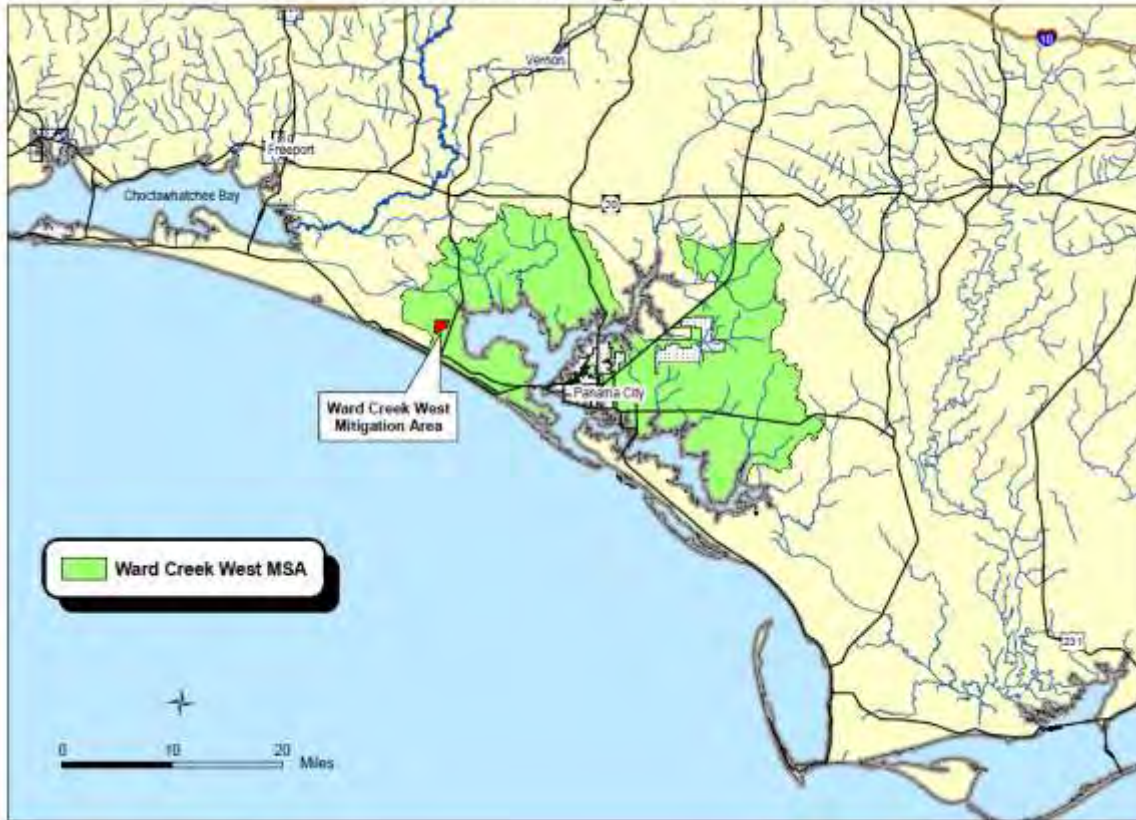 10
Vernon
Freeport
Choctawhatchee Bay
20
Panama City
Ward Creek West
Mitigation Area
Ward Creek West MSA
231
0 10 20 Miles